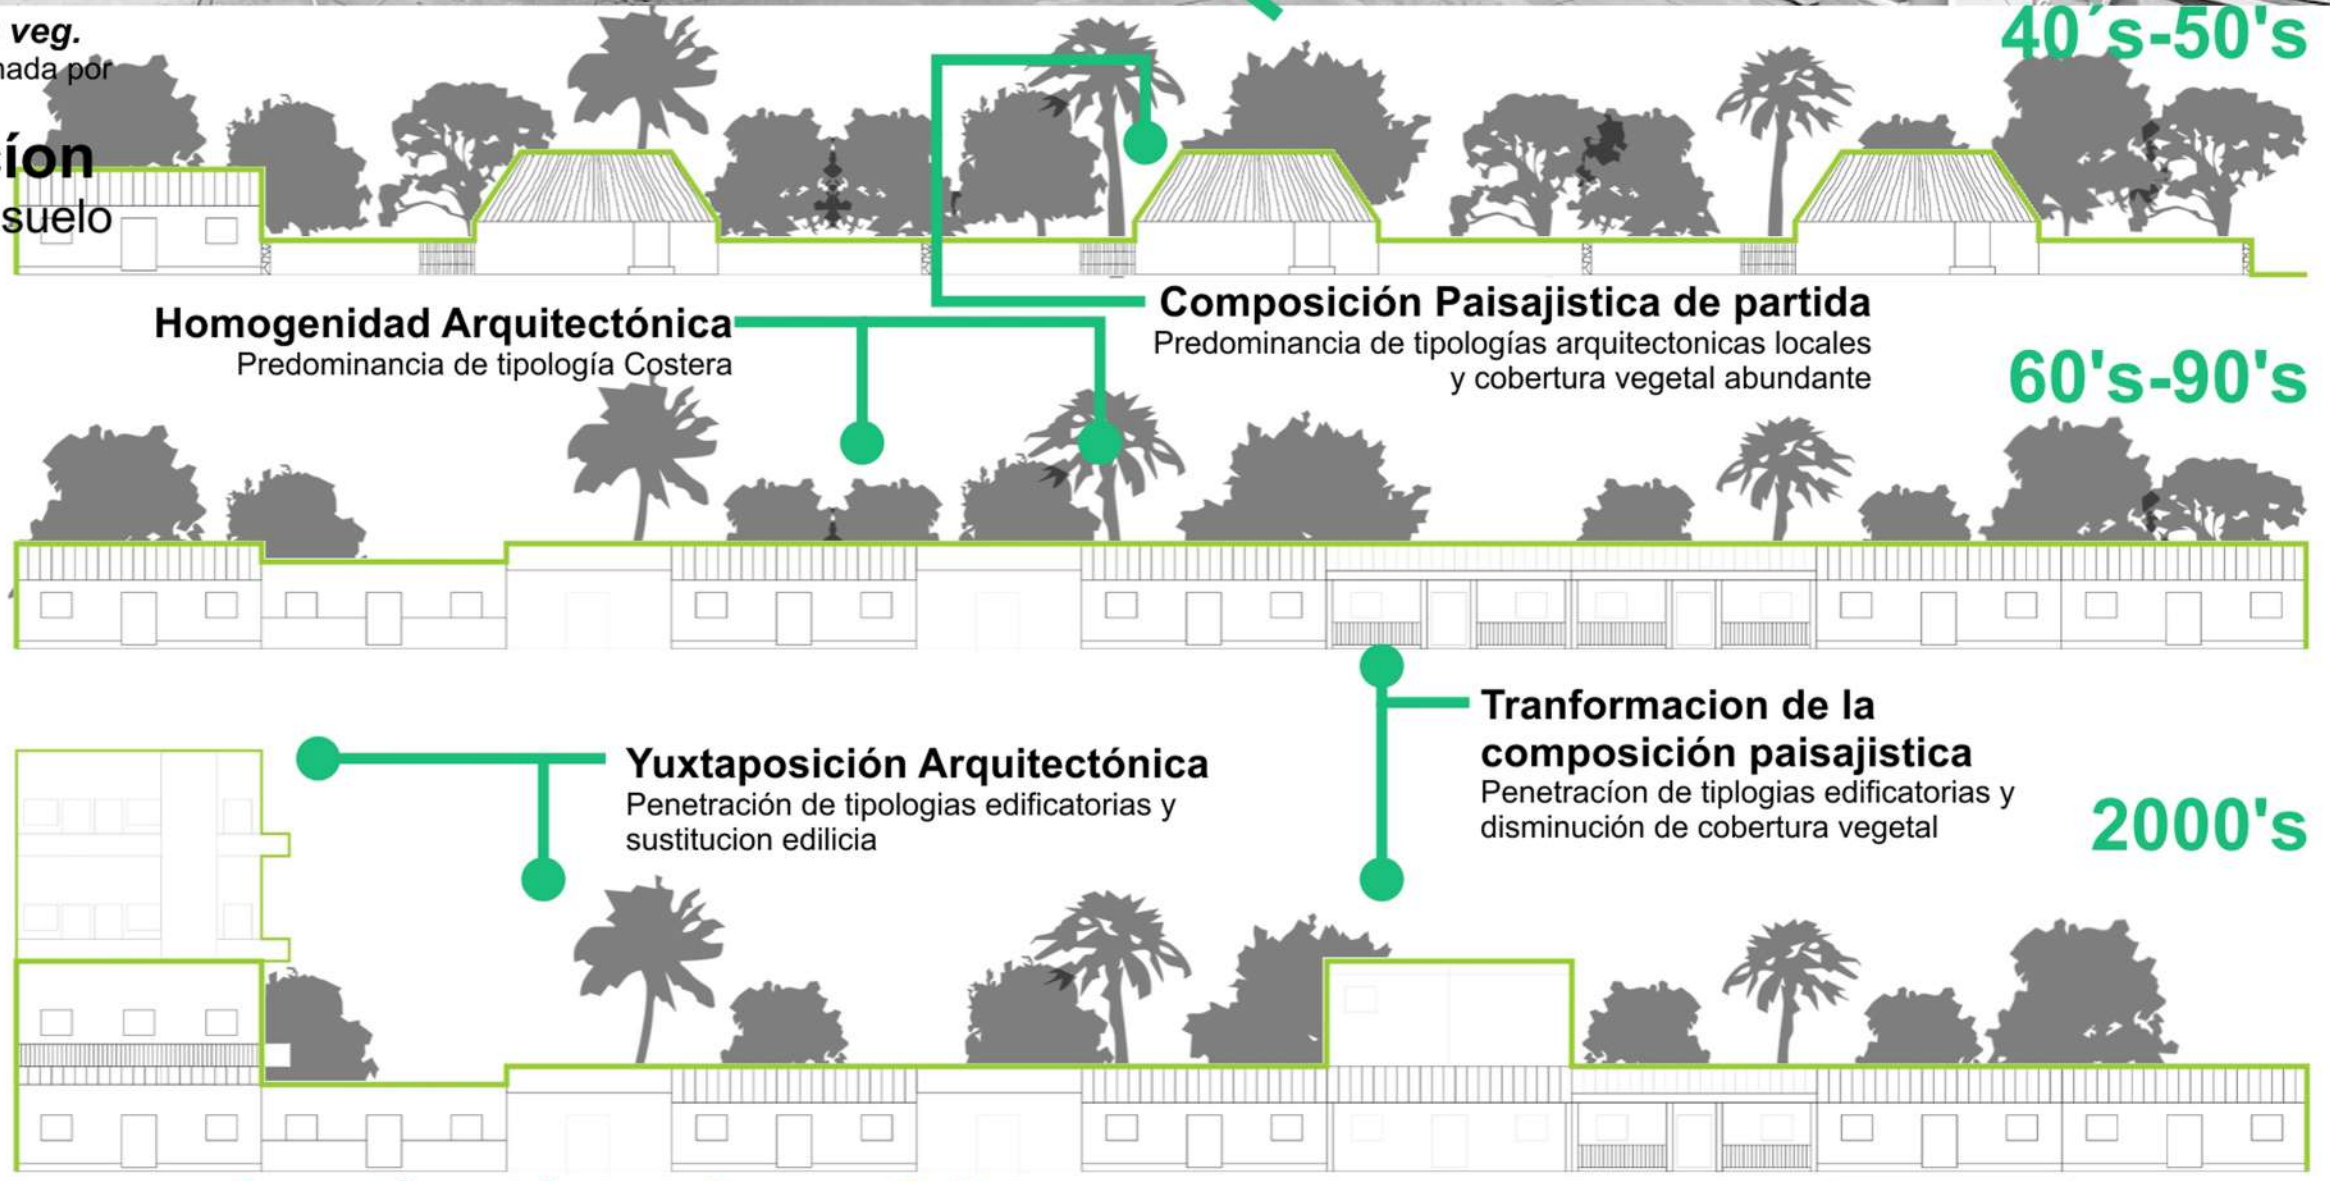 veg.
40´s-50's
nada por
íon
suelo
Homogenidad Arquitectónica
Predominancia de tipología Costera
Composición Paisajistica de partida
Predominancia de tipologías arquitectonicas locales
y cobertura vegetal abundante
60's-90's
Yuxtaposición Arquitectónica
Penetración de tipologias edificatorias y
sustitucion edilicia
Tranformacion de la
composición paisajistica
Penetracíon de tiplogias edificatorias y
disminución de cobertura vegetal
2000's